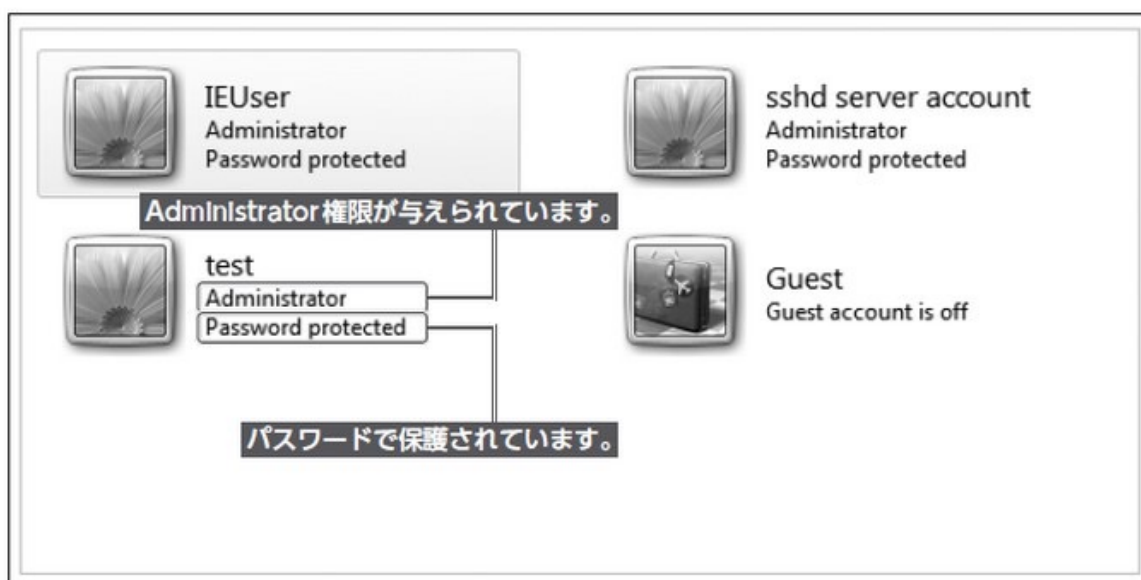 IEUser
Administrator
Password protected
sshd server account
Administrator
Password protected
Administrator権限が与えられています。
test
Administrator
Password protected
Guest
Guest account is off
パスワードで保護されています。